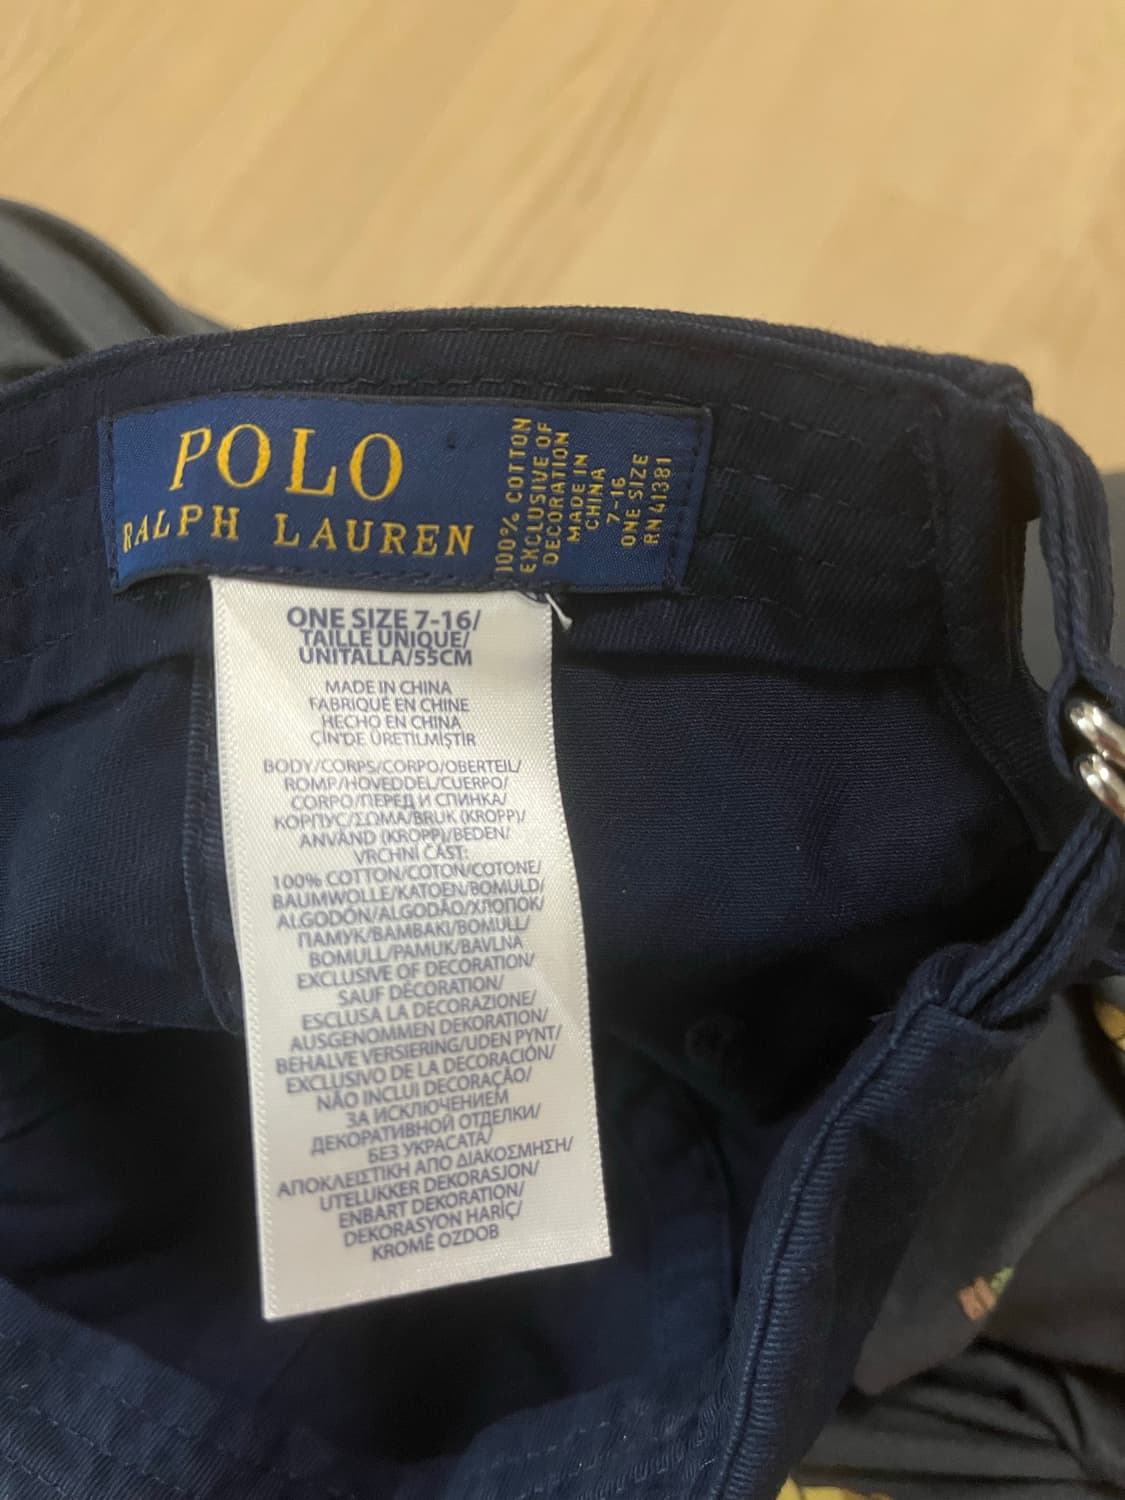 POLO
RALPH LAUREN
100% COTTON
EXCLUSIVE OF
DECORATION
MADE IN
CHINA
7-16
ONE SIZE
RN41381
ONE SIZE 7-16/
TAILLE UNIQUE/
UNITALLA/55CM
MADE IN CHINA
FABRIQUÉ EN CHINE
HECHO EN CHINA
ÇİN'DE ÜRETİLMİŞTİR
BODY/CORPS/CORPO/OBERTEIL/
ROMP/HOVEDDEL/CUERPO/
CORPO/ПЕРЕД И СПИНКА/
КОРПУС/ΣΩΜΑ/BRUK (KROPP)/
ANVÄND (KROPP)/BEDEN/
VRCHNÍ ČÁST:
100% COTTON/COTON/COTONE/
BAUMWOLLE/KATOEN/BOMULD/
ALGODÓN/ALGODÃO/ХЛОПОК/
ПАМУК/BAMBAKI/BOMULL/
BOMULL/PAMUK/BAVLNA
EXCLUSIVE OF DECORATION/
SAUF DÉCORATION/
ESCLUSA LA DECORAZIONE/
AUSGENOMMEN DEKORATION/
BEHALVE VERSIERING/UDEN PYNT/
EXCLUSIVO DE LA DECORACIÓN/
NÃO INCLUI DECORAÇÃO/
ЗА ИСКЛЮЧЕНИЕМ
ДЕКОРАТИВНОЙ ОТДЕЛКИ/
БЕЗ УКРАСАТА/
ΑΠΟΚΛΕΙΣΤΙΚΗ ΑΠΟ ΔΙΑΚΟΣΜΗΣΗ/
UTELUKKER DEKORASJON/
ENBART DEKORATION/
DEKORASYON HARİÇ/
KROMĚ OZDOB